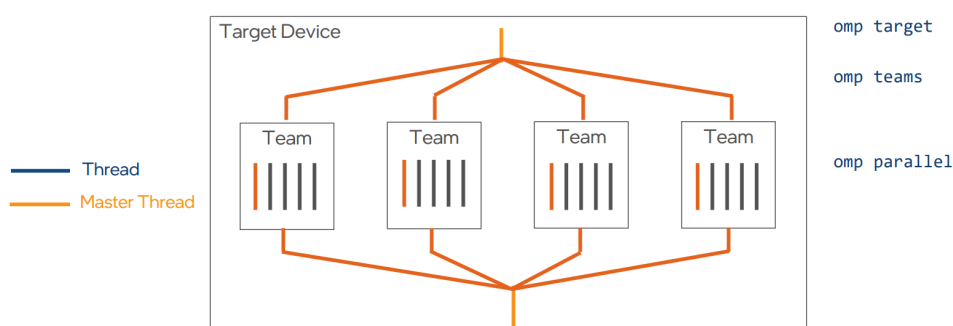 Target Device
omp target
omp teams
Team
Team
Team
Team
omp parallel
Thread
Master Thread